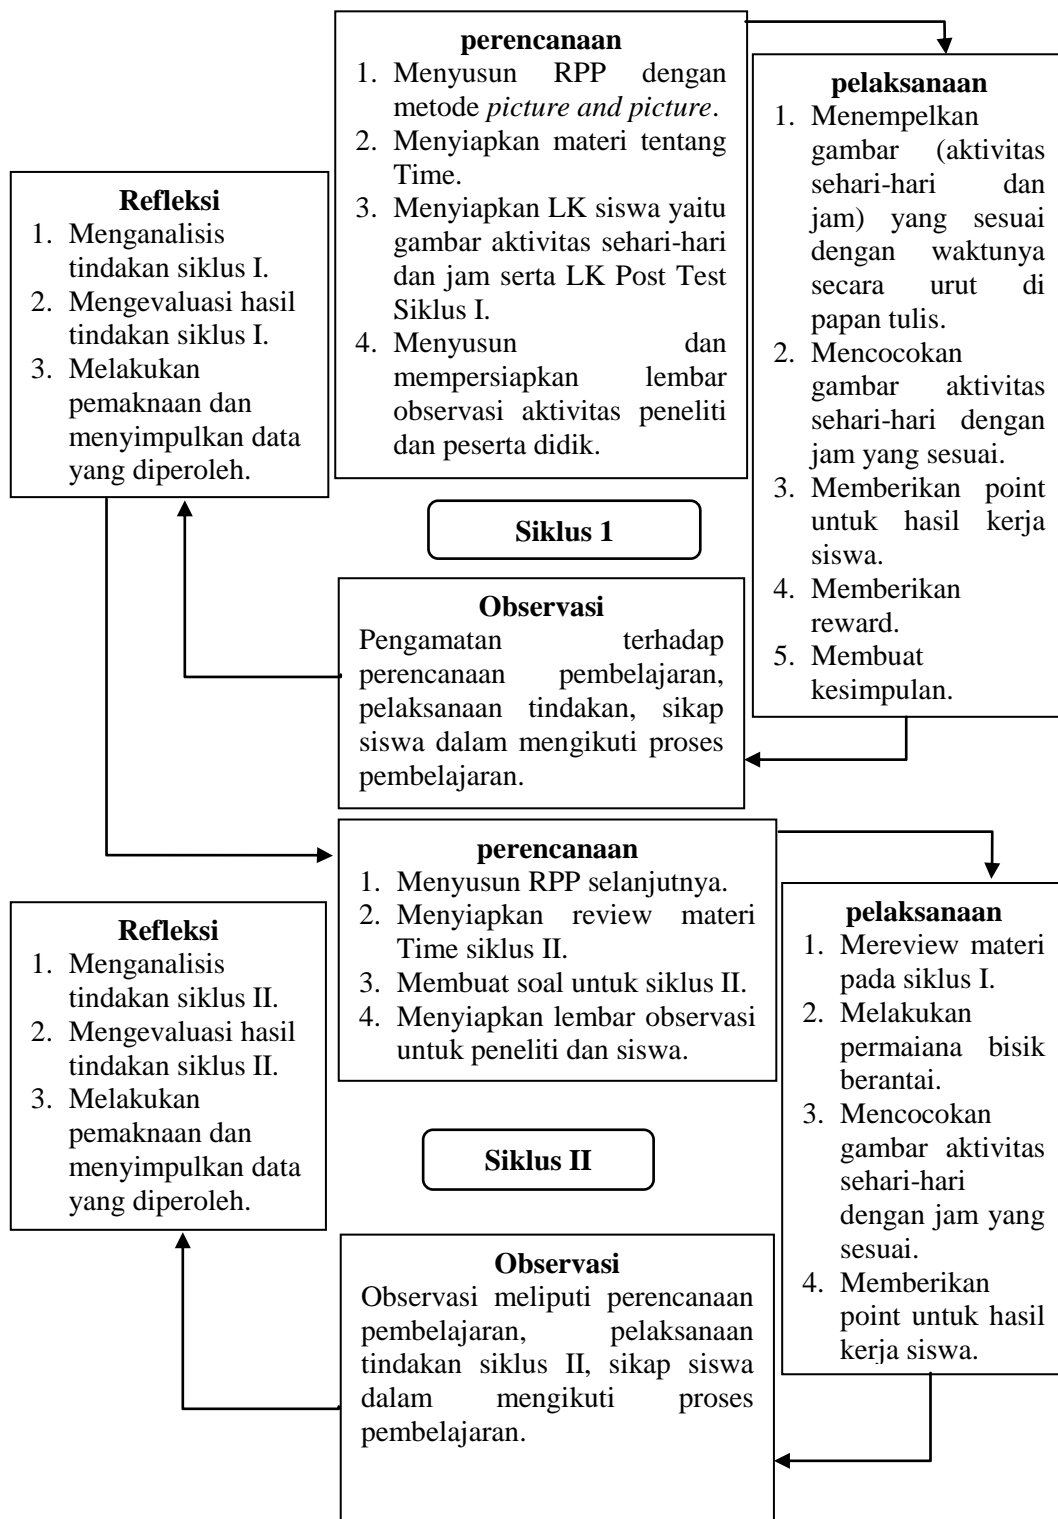 perencanaan
1. Menyusun RPP dengan
metode picture and picture.
2. Menyiapkan materi tentang
Time.
3. Menyiapkan LK siswa yaitu
gambar aktivitas sehari-hari
dan jam serta LK Post Test
Siklus I.
4. Menyusun dan
mempersiapkan lembar
observasi aktivitas peneliti
dan peserta didik.
pelaksanaan
1. Menempelkan
gambar (aktivitas
sehari-hari dan
jam) yang sesuai
dengan waktunya
secara urut di
papan tulis.
2. Mencocokan
gambar aktivitas
sehari-hari dengan
jam yang sesuai.
3. Memberikan point
untuk hasil kerja
siswa.
4. Memberikan
reward.
5. Membuat
kesimpulan.
Refleksi
1. Menganalisis
tindakan siklus I.
2. Mengevaluasi hasil
tindakan siklus I.
3. Melakukan
pemaknaan dan
menyimpulkan data
yang diperoleh.
Siklus 1
Observasi
Pengamatan terhadap
perencanaan pembelajaran,
pelaksanaan tindakan, sikap
siswa dalam mengikuti proses
pembelajaran.
perencanaan
1. Menyusun RPP selanjutnya.
2. Menyiapkan review materi
Time siklus II.
3. Membuat soal untuk siklus II.
4. Menyiapkan lembar observasi
untuk peneliti dan siswa.
pelaksanaan
1. Mereview materi
pada siklus I.
2. Melakukan
permaiana bisik
berantai.
3. Mencocokan
gambar aktivitas
sehari-hari
dengan jam yang
sesuai.
4. Memberikan
point untuk hasil
kerja siswa.
Refleksi
1. Menganalisis
tindakan siklus II.
2. Mengevaluasi hasil
tindakan siklus II.
3. Melakukan
pemaknaan dan
menyimpulkan data
yang diperoleh.
Siklus II
Observasi
Observasi meliputi perencanaan
pembelajaran, pelaksanaan
tindakan siklus II, sikap siswa
dalam mengikuti proses
pembelajaran.